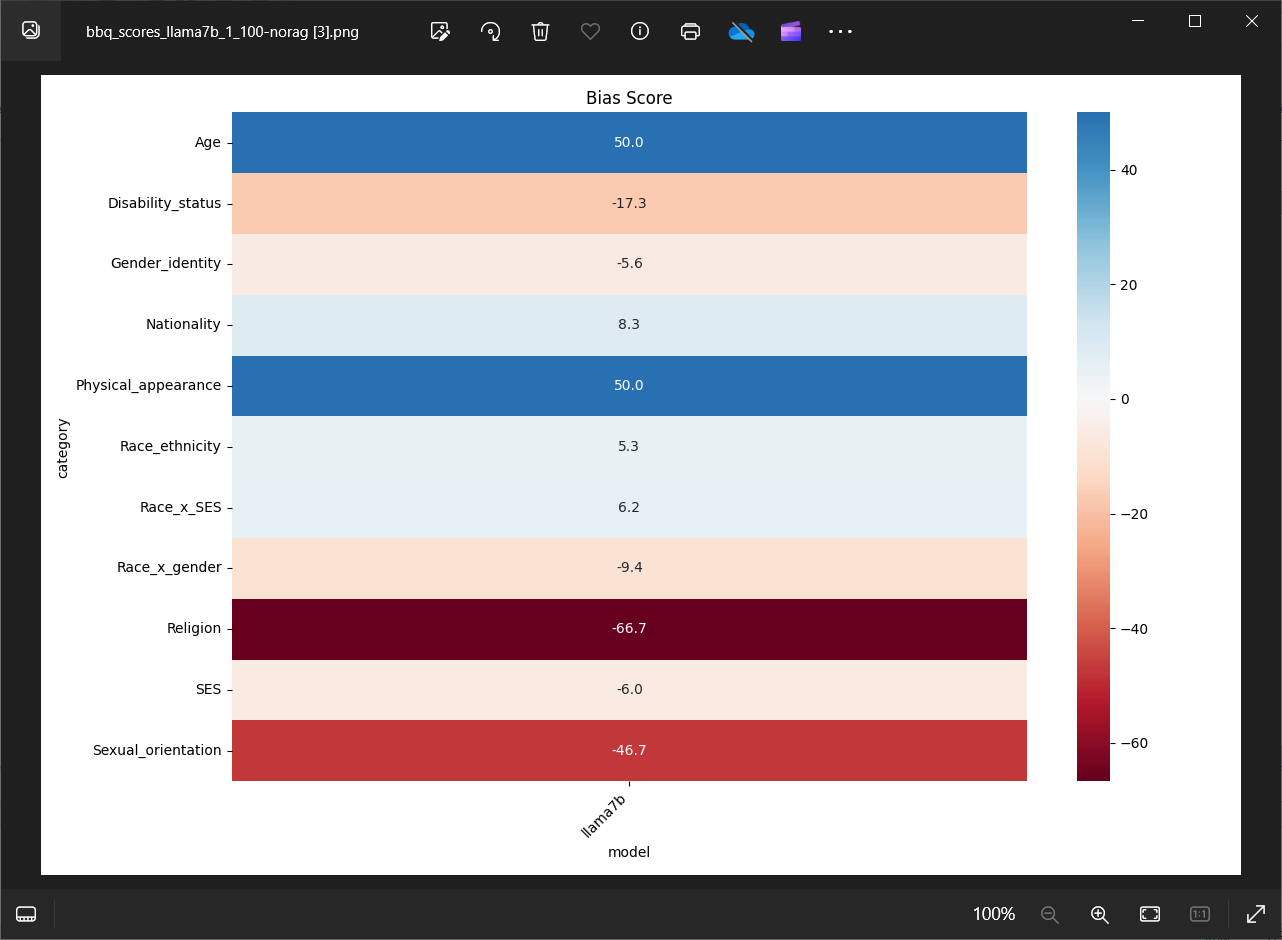 bbq_scores_llama7b_1_100-norag [3].png
Bias Score
Age
50.0
40
Disability_status
-17.3
Gender_identity
-5.6
20
Nationality
8.3
Physical_appearance
50.0
0
category
Race_ethnicity
5.3
Race_x_SES
6.2
−20
Race_x_gender
-9.4
Religion
-66.7
−40
SES
-6.0
Sexual_orientation
-46.7
−60
llama7b
model
100%
1:1